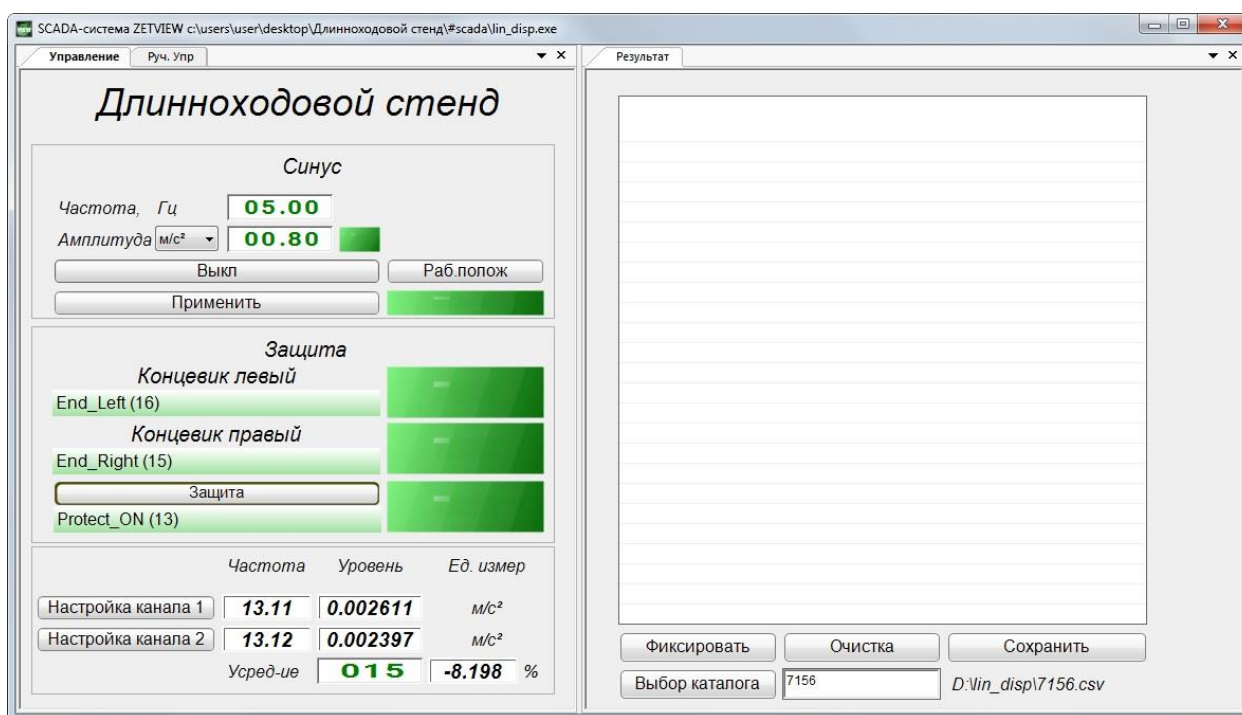 SCADA-система ZETVIEW c:\users\user\desktop\Длинноходовой стенд\#scada\lin_disp.exe
Управление Руч. Упр
Длинноходовой стенд
Синус
Частота, Гц 05.00
Амплитуда м/с² 00.80
Выкл Раб.полож
Применить
Защита
Концевик левый
End_Left (16)
Концевик правый
End_Right (15)
Защита
Protect_ON (13)
Частота Уровень Ед. измер
Настройка канала 1 13.11 0.002611 м/с²
Настройка канала 2 13.12 0.002397 м/с²
Усред-ие 015 -8.198 %
Результат
Фиксировать Очистка Сохранить
Выбор каталога 7156 D:\lin_disp\7156.csv